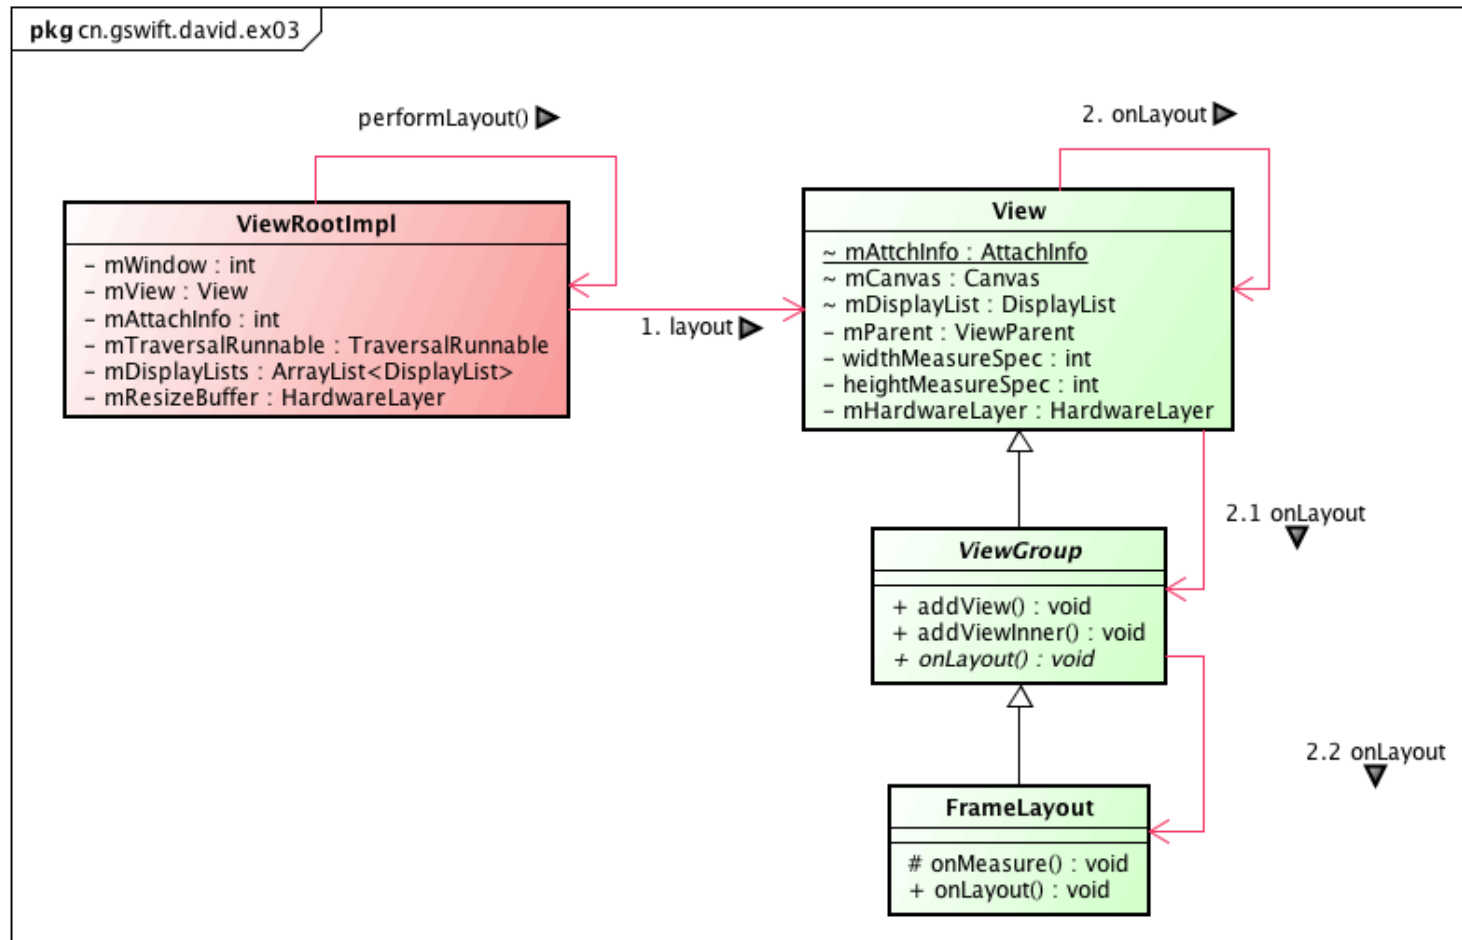 pkg cn.gswift.david.ex03
performLayout()
2. onLayout
ViewRootImpl
- mWindow : int
- mView : View
- mAttachInfo : int
- mTraversalRunnable : TraversalRunnable
- mDisplayLists : ArrayList<DisplayList>
- mResizeBuffer : HardwareLayer
1. layout
View
~ mAttchInfo : AttachInfo
~ mCanvas : Canvas
~ mDisplayList : DisplayList
- mParent : ViewParent
- widthMeasureSpec : int
- heightMeasureSpec : int
- mHardwareLayer : HardwareLayer
2.1 onLayout
ViewGroup
+ addView() : void
+ addViewInner() : void
+ onLayout() : void
2.2 onLayout
FrameLayout
# onMeasure() : void
+ onLayout() : void